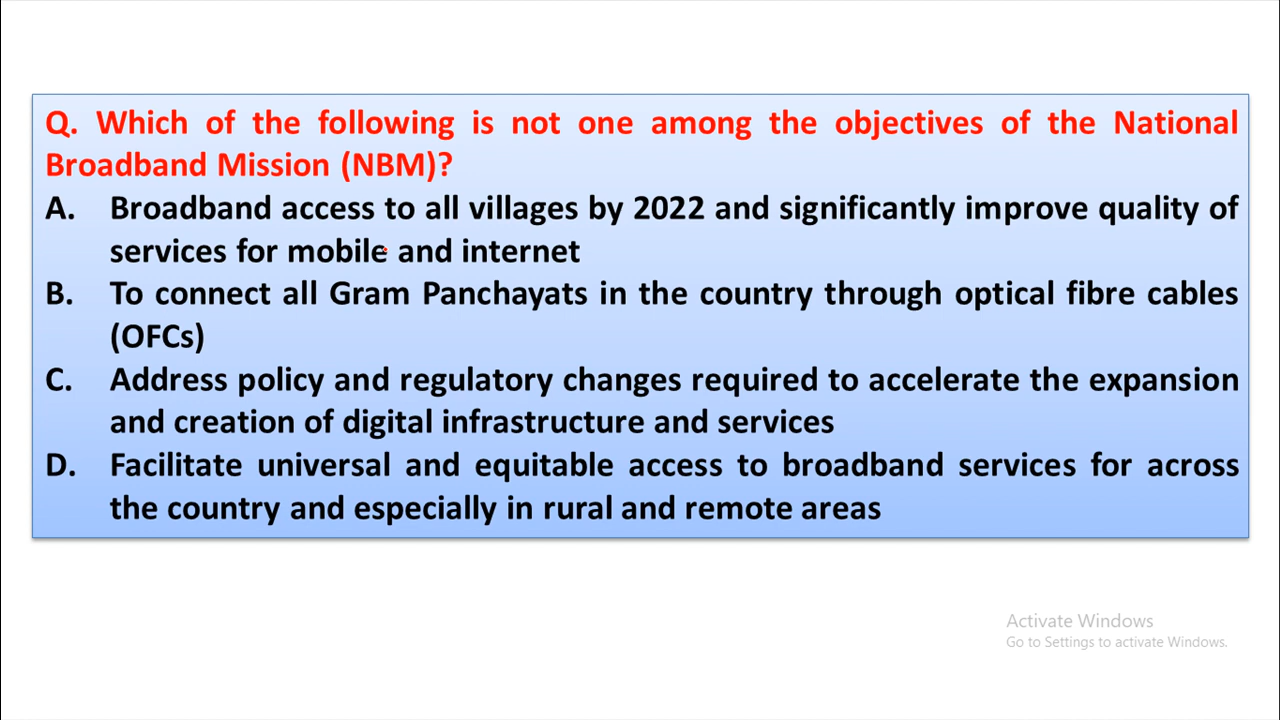 Q. Which of the following is not one among the objectives of the National
Broadband Mission (NBM)?
A. Broadband access to all villages by 2022 and significantly improve quality of
services for mobile and internet
B. To connect all Gram Panchayats in the country through optical fibre cables
(OFCs)
C. Address policy and regulatory changes required to accelerate the expansion
and creation of digital infrastructure and services
D. Facilitate universal and equitable access to broadband services for across
the country and especially in rural and remote areas
Activate Windows
Go to Settings to activate Windows.